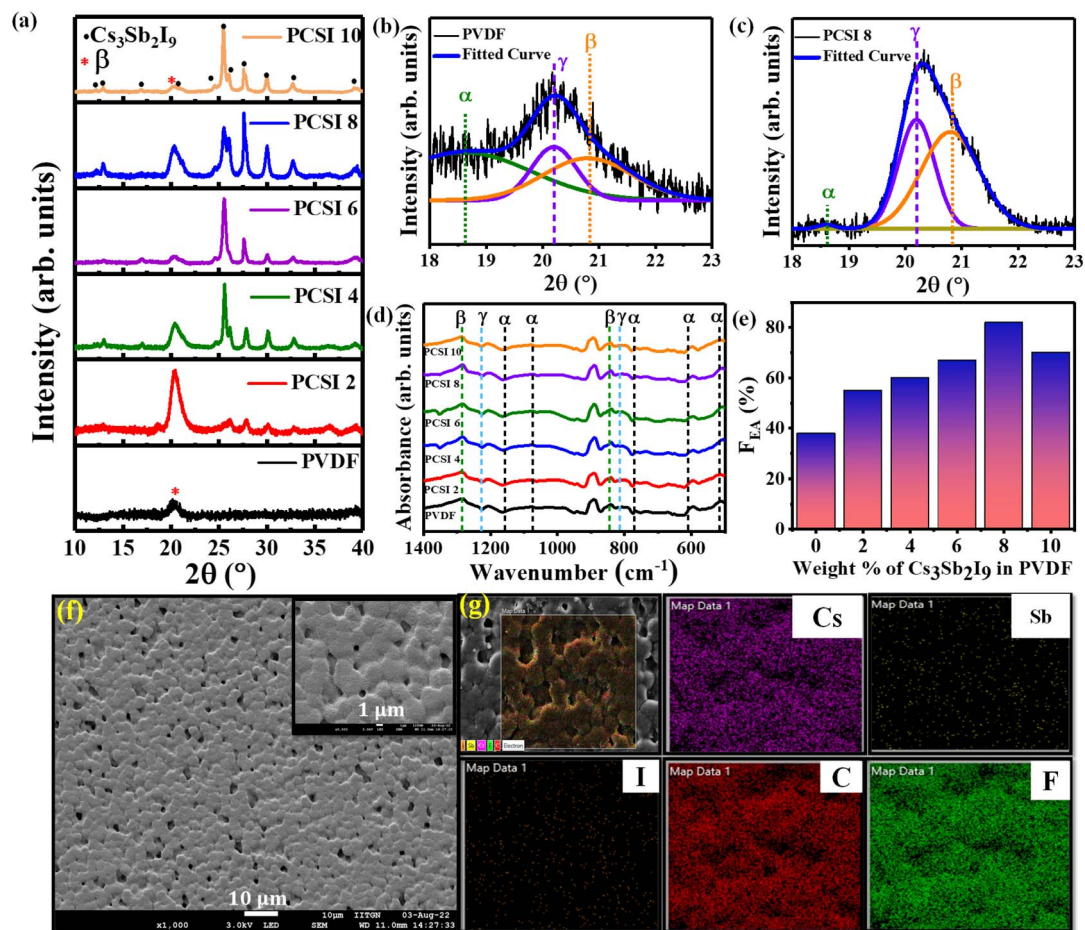 (a)
•Cs3Sb2I9
* β
PCSI 10
*
PCSI 8
PCSI 6
PCSI 4
PCSI 2
PVDF
*
10 15 20 25 30 35 40
2θ (°)
Intensity (arb. units)
(b)
PVDF
Fitted Curve
α
γ
β
18 19 20 21 22 23
2θ (°)
Intensity (arb. units)
(c)
PCSI 8
Fitted Curve
α
γ
β
18 19 20 21 22 23
2θ (°)
Intensity (arb. units)
(d)
β γ α α β γ α α α
PCSI 10
PCSI 8
PCSI 6
PCSI 4
PCSI 2
PVDF
1400 1200 1000 800 600
Wavenumber (cm-1)
Absorbance (arb. units)
(e)
80
60
40
20
0
FEA (%)
0 2 4 6 8 10
Weight % of Cs3Sb2I9 in PVDF
(f)
1 μm
10 μm
10μm IITGN 03-Aug-22
x1,000 3.0kV LED SEM WD 11.0mm 14:27:33
(g)
Map Data 1
I Sb Cs F C Electron
Map Data 1
Cs
Map Data 1
Sb
Map Data 1
I
Map Data 1
C
Map Data 1
F